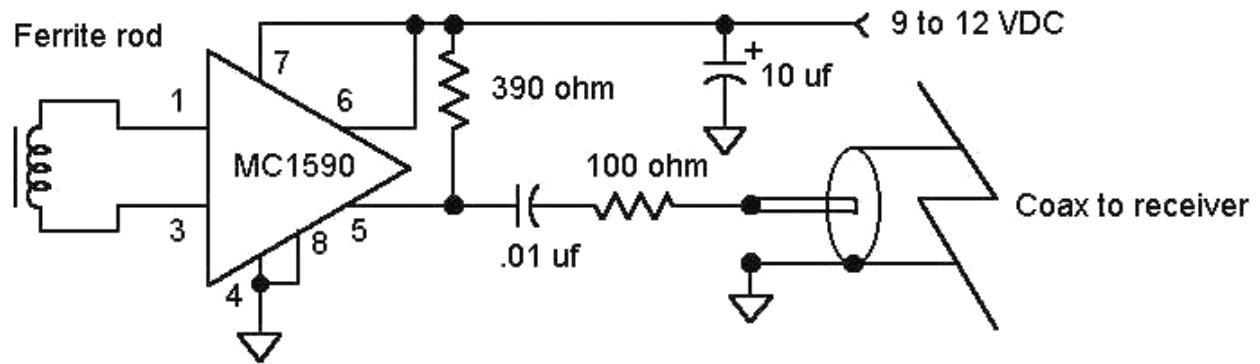 Ferrite rod
7
9 to 12 VDC
+
10 uf
1
6
390 ohm
MC1590
100 ohm
3
5
8
.01 uf
4
Coax to receiver